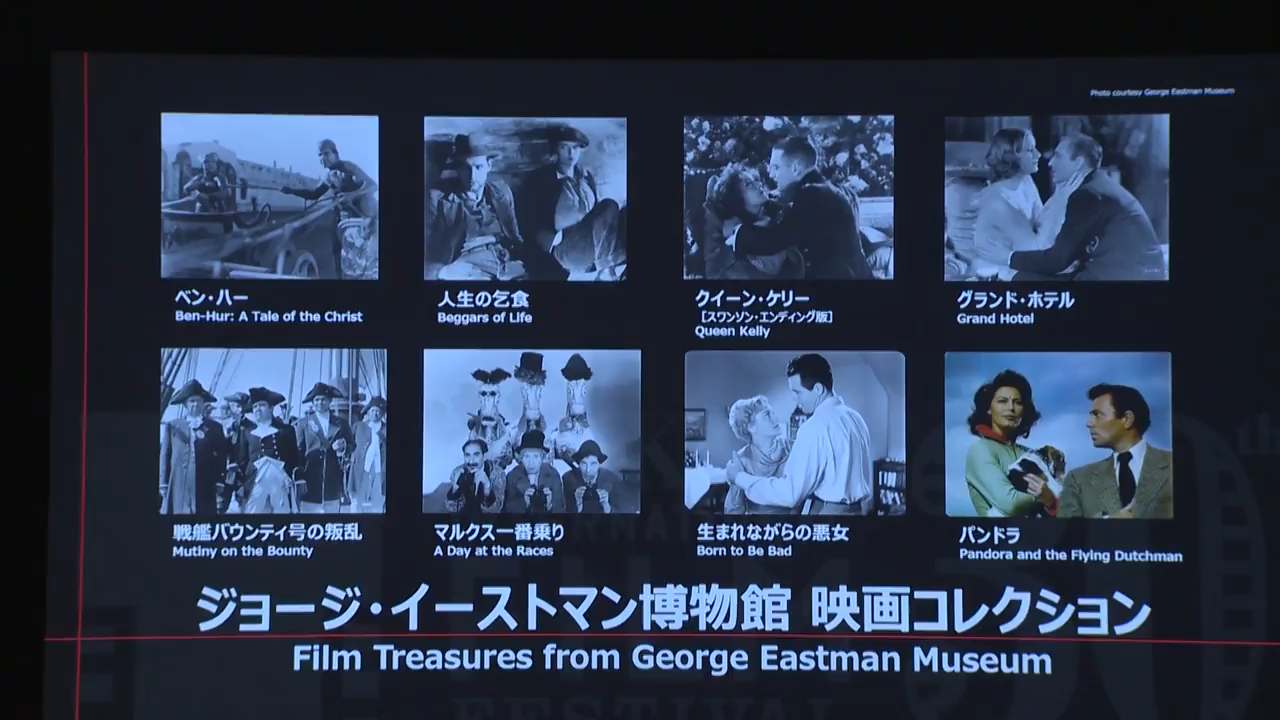 Photo courtesy George Eastman Museum
ベン・ハー
Ben-Hur: A Tale of the Christ
人生の乞食
Beggars of Life
クイーン・ケリー
［スワンソン・エンディング版］
Queen Kelly
グランド・ホテル
Grand Hotel
戦艦バウンティ号の叛乱
Mutiny on the Bounty
マルクス一番乗り
A Day at the Races
生まれながらの悪女
Born to Be Bad
パンドラ
Pandora and the Flying Dutchman
ジョージ・イーストマン博物館 映画コレクション
Film Treasures from George Eastman Museum
FILM
30th
FESTIVAL